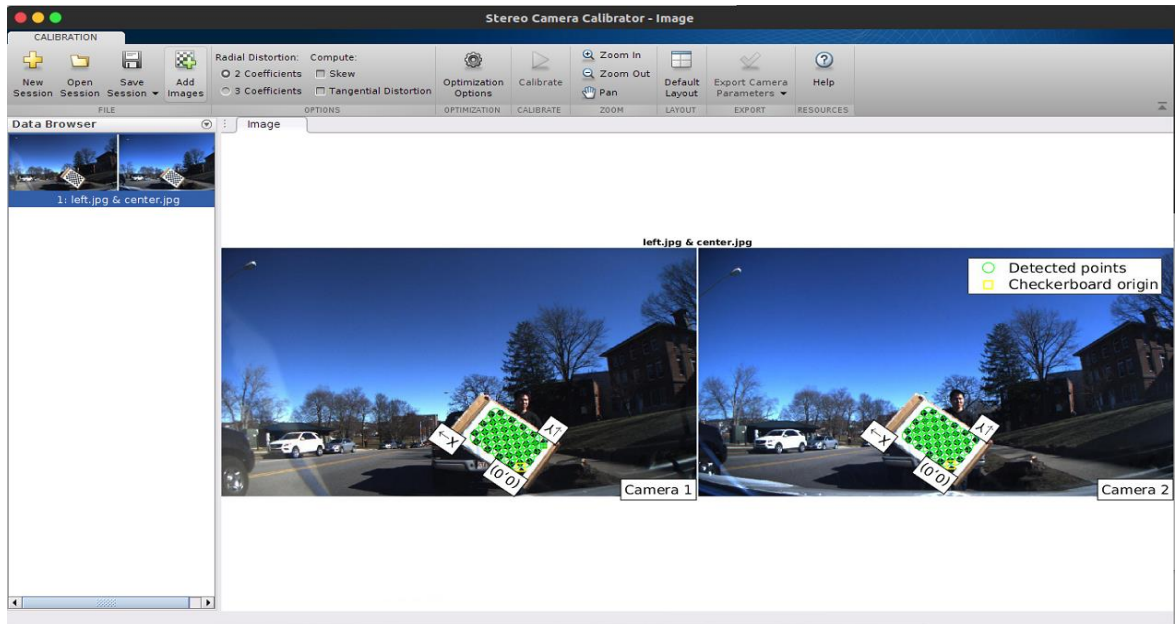 Stereo Camera Calibrator - Image
CALIBRATION
New Session
Open Session
Save Session
Add Images
FILE
Radial Distortion:
2 Coefficients
3 Coefficients
Compute:
Skew
Tangential Distortion
OPTIONS
Optimization Options
OPTIMIZATION
Calibrate
CALIBRATE
Zoom In
Zoom Out
Pan
ZOOM
Default Layout
LAYOUT
Export Camera Parameters
EXPORT
Help
RESOURCES
Data Browser
Image
1: left.jpg & center.jpg
left.jpg & center.jpg
Detected points
Checkerboard origin
X→
Y→
(0,0)
Camera 1
X→
Y→
(0,0)
Camera 2